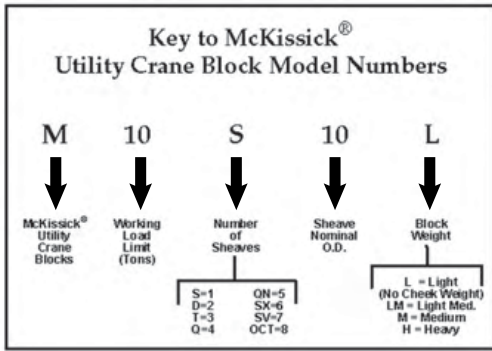 Key to McKissick®
Utility Crane Block Model Numbers
M 10 S 10 L
McKissick®
Utility
Crane
Blocks
Working
Load
Limit
(Tons)
Number
of
Sheaves
Sheave
Nominal
O.D.
Block
Weight
S=1 QN=5
D=2 SX=6
T=3 SV=7
Q=4 OCT=8
L = Light
(No Cheek Weight)
LM = Light Med.
M = Medium
H = Heavy